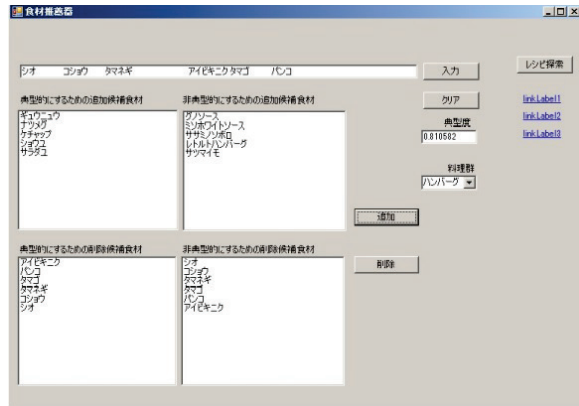 食材推薦器
シオ コショウ タマネギ アイビキニク タマゴ パンコ
入力
レシピ探索
典型的にするための追加候補食材
非典型的にするための追加候補食材
クリア
linkLabel1
linkLabel2
linkLabel3
ギュウニュウ
ナツメグ
ケチャップ
ショウユ
サラダユ
グノソース
ミソホワイトソース
ササミノソボロ
レトルトハンバーグ
サツマイモ
典型度
0.810582
料理群
ハンバーグ
追加
典型的にするための削除候補食材
非典型的にするための削除候補食材
削除
アイビキニク
パンコ
タマゴ
タマネギ
コショウ
シオ
シオ
コショウ
タマネギ
タマゴ
パンコ
アイビキニク